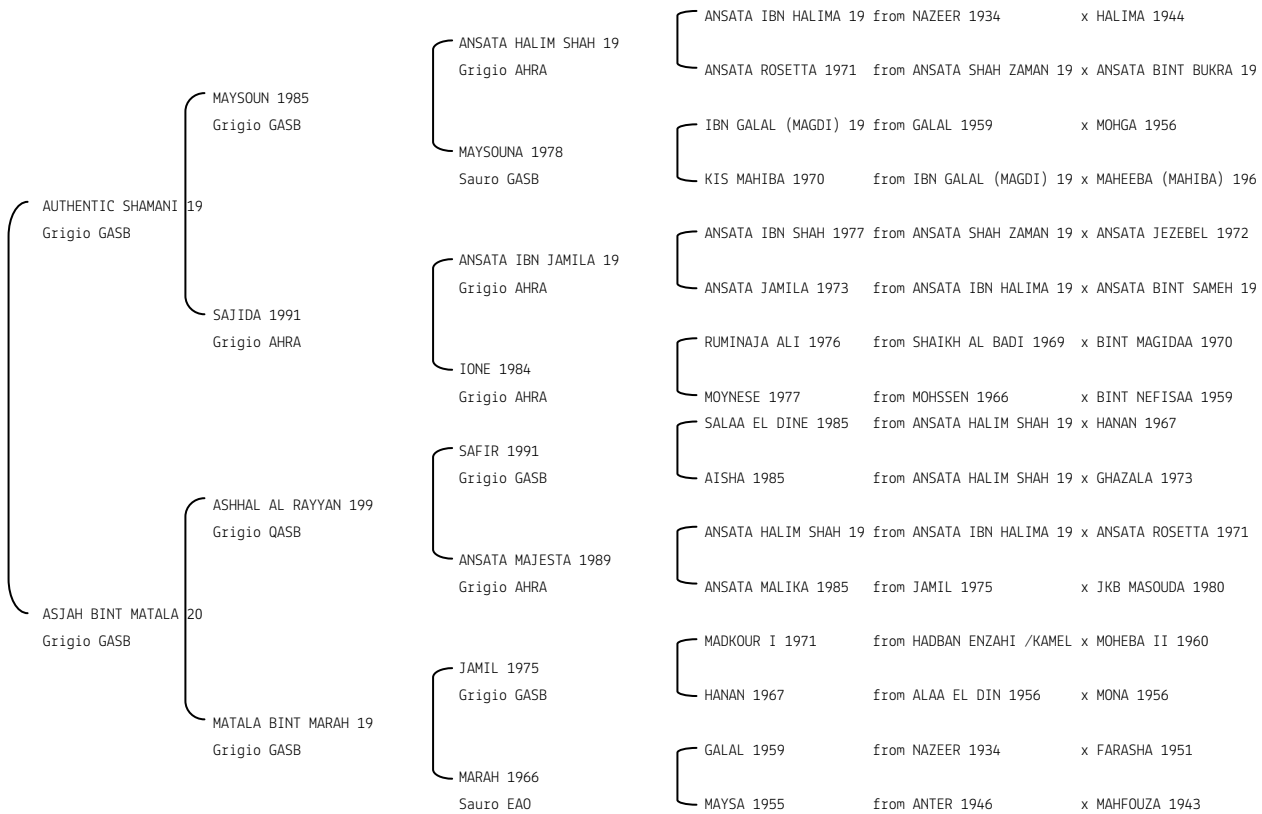 ANSATA IBN HALIMA 19 from NAZEER 1934 x HALIMA 1944
ANSATA HALIM SHAH 19
Grigio AHRA
ANSATA ROSETTA 1971 from ANSATA SHAH ZAMAN 19 x ANSATA BINT BUKRA 19
MAYSOUN 1985
Grigio GASB
IBN GALAL (MAGDI) 19 from GALAL 1959 x MOHGA 1956
MAYSOUNA 1978
Sauro GASB
KIS MAHIBA 1970 from IBN GALAL (MAGDI) 19 x MAHEEBA (MAHIBA) 196
AUTHENTIC SHAMANI 19
Grigio GASB
ANSATA IBN SHAH 1977 from ANSATA SHAH ZAMAN 19 x ANSATA JEZEBEL 1972
ANSATA IBN JAMILA 19
Grigio AHRA
ANSATA JAMILA 1973 from ANSATA IBN HALIMA 19 x ANSATA BINT SAMEH 19
SAJIDA 1991
Grigio AHRA
RUMINAJA ALI 1976 from SHAIKH AL BADI 1969 x BINT MAGIDAA 1970
IONE 1984
Grigio AHRA
MOYNESE 1977 from MOHSSEN 1966 x BINT NEFISAA 1959
SALAA EL DINE 1985 from ANSATA HALIM SHAH 19 x HANAN 1967
SAFIR 1991
Grigio GASB
AISHA 1985 from ANSATA HALIM SHAH 19 x GHAZALA 1973
ASHHAL AL RAYYAN 199
Grigio QASB
ANSATA HALIM SHAH 19 from ANSATA IBN HALIMA 19 x ANSATA ROSETTA 1971
ANSATA MAJESTA 1989
Grigio AHRA
ANSATA MALIKA 1985 from JAMIL 1975 x JKB MASOUDA 1980
ASJAH BINT MATALA 20
Grigio GASB
MADKOUR I 1971 from HADBAN ENZAHI /KAMEL x MOHEBA II 1960
JAMIL 1975
Grigio GASB
HANAN 1967 from ALAA EL DIN 1956 x MONA 1956
MATALA BINT MARAH 19
Grigio GASB
GALAL 1959 from NAZEER 1934 x FARASHA 1951
MARAH 1966
Sauro EAO
MAYSA 1955 from ANTER 1946 x MAHFOUZA 1943